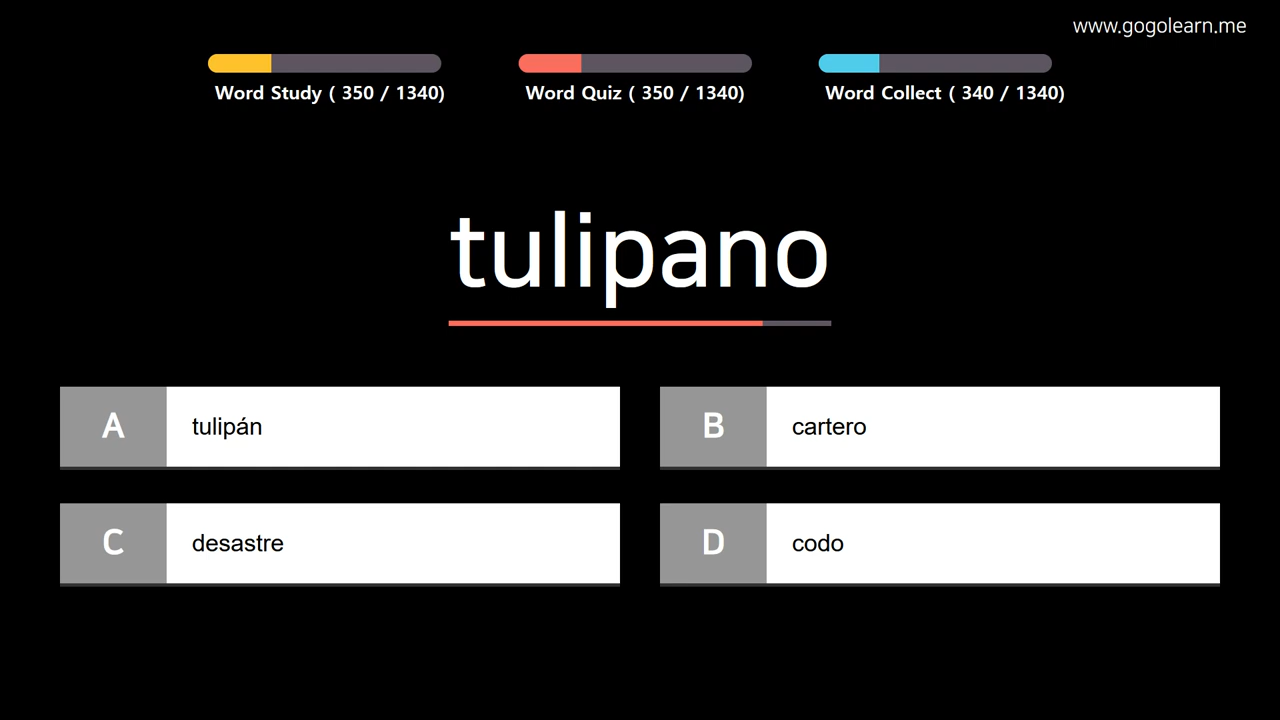 www.gogolearn.me
Word Study ( 350 / 1340)
Word Quiz ( 350 / 1340)
Word Collect ( 340 / 1340)
tulipano
A tulipán
B cartero
C desastre
D codo